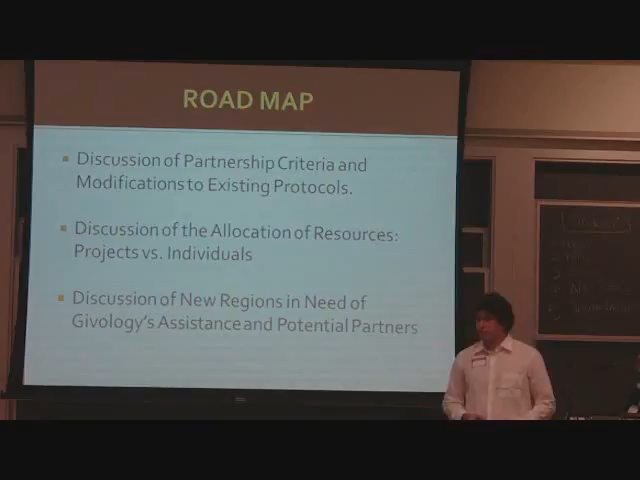 ROAD MAP
Discussion of Partnership Criteria and
Modifications to Existing Protocols.
Discussion of the Allocation of Resources:
Projects vs. Individuals
Discussion of New Regions in Need of
Givology's Assistance and Potential Partners